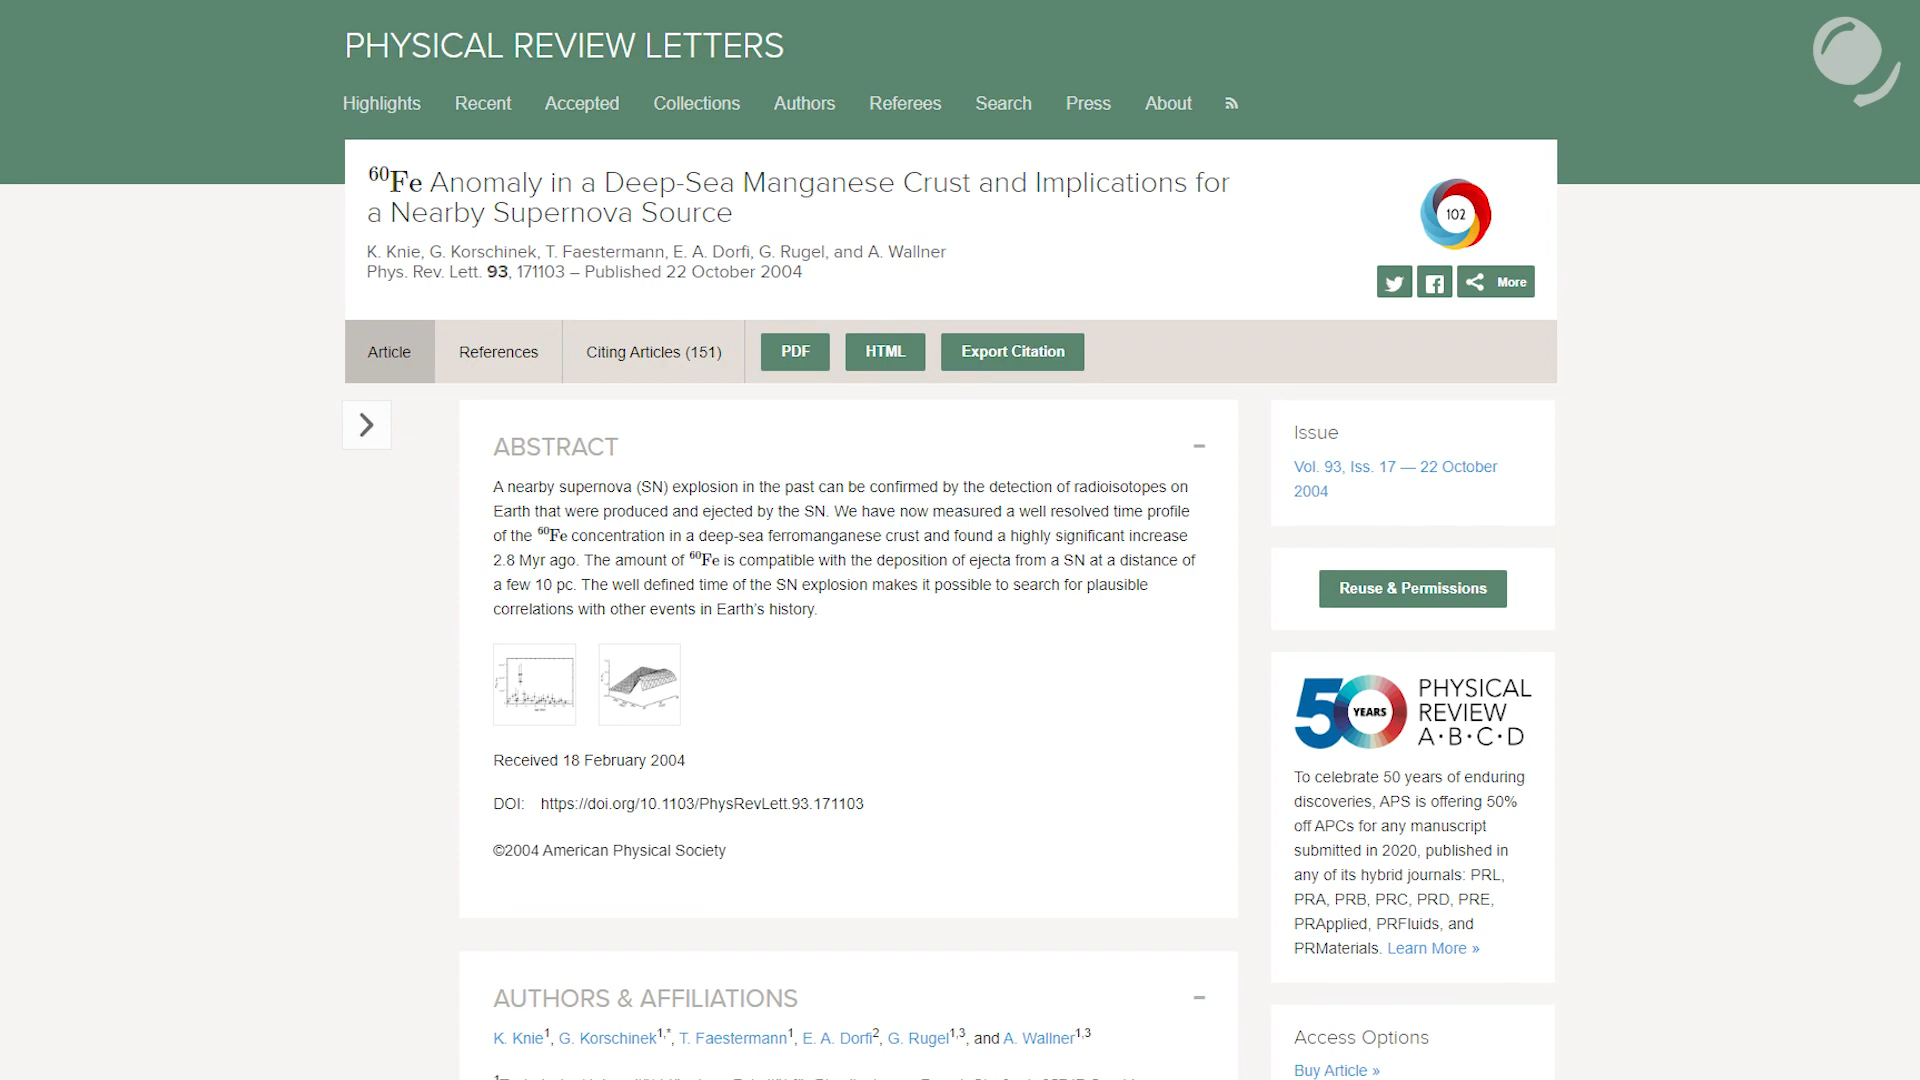 PHYSICAL REVIEW LETTERS
Highlights Recent Accepted Collections Authors Referees Search Press About
60Fe Anomaly in a Deep-Sea Manganese Crust and Implications for
a Nearby Supernova Source
K. Knie, G. Korschinek, T. Faestermann, E. A. Dorfi, G. Rugel, and A. Wallner
Phys. Rev. Lett. 93, 171103 – Published 22 October 2004
102
More
Article References Citing Articles (151) PDF HTML Export Citation
ABSTRACT
A nearby supernova (SN) explosion in the past can be confirmed by the detection of radioisotopes on
Earth that were produced and ejected by the SN. We have now measured a well resolved time profile
of the 60Fe concentration in a deep-sea ferromanganese crust and found a highly significant increase
2.8 Myr ago. The amount of 60Fe is compatible with the deposition of ejecta from a SN at a distance of
a few 10 pc. The well defined time of the SN explosion makes it possible to search for plausible
correlations with other events in Earth's history.
Received 18 February 2004
DOI: https://doi.org/10.1103/PhysRevLett.93.171103
©2004 American Physical Society
AUTHORS & AFFILIATIONS
K. Knie1, G. Korschinek1,*, T. Faestermann1, E. A. Dorfi2, G. Rugel1,3, and A. Wallner1,3
Issue
Vol. 93, Iss. 17 — 22 October
2004
Reuse & Permissions
50 YEARS
PHYSICAL
REVIEW
A·B·C·D
To celebrate 50 years of enduring
discoveries, APS is offering 50%
off APCs for any manuscript
submitted in 2020, published in
any of its hybrid journals: PRL,
PRA, PRB, PRC, PRD, PRE,
PRApplied, PRFluids, and
PRMaterials. Learn More »
Access Options
Buy Article »